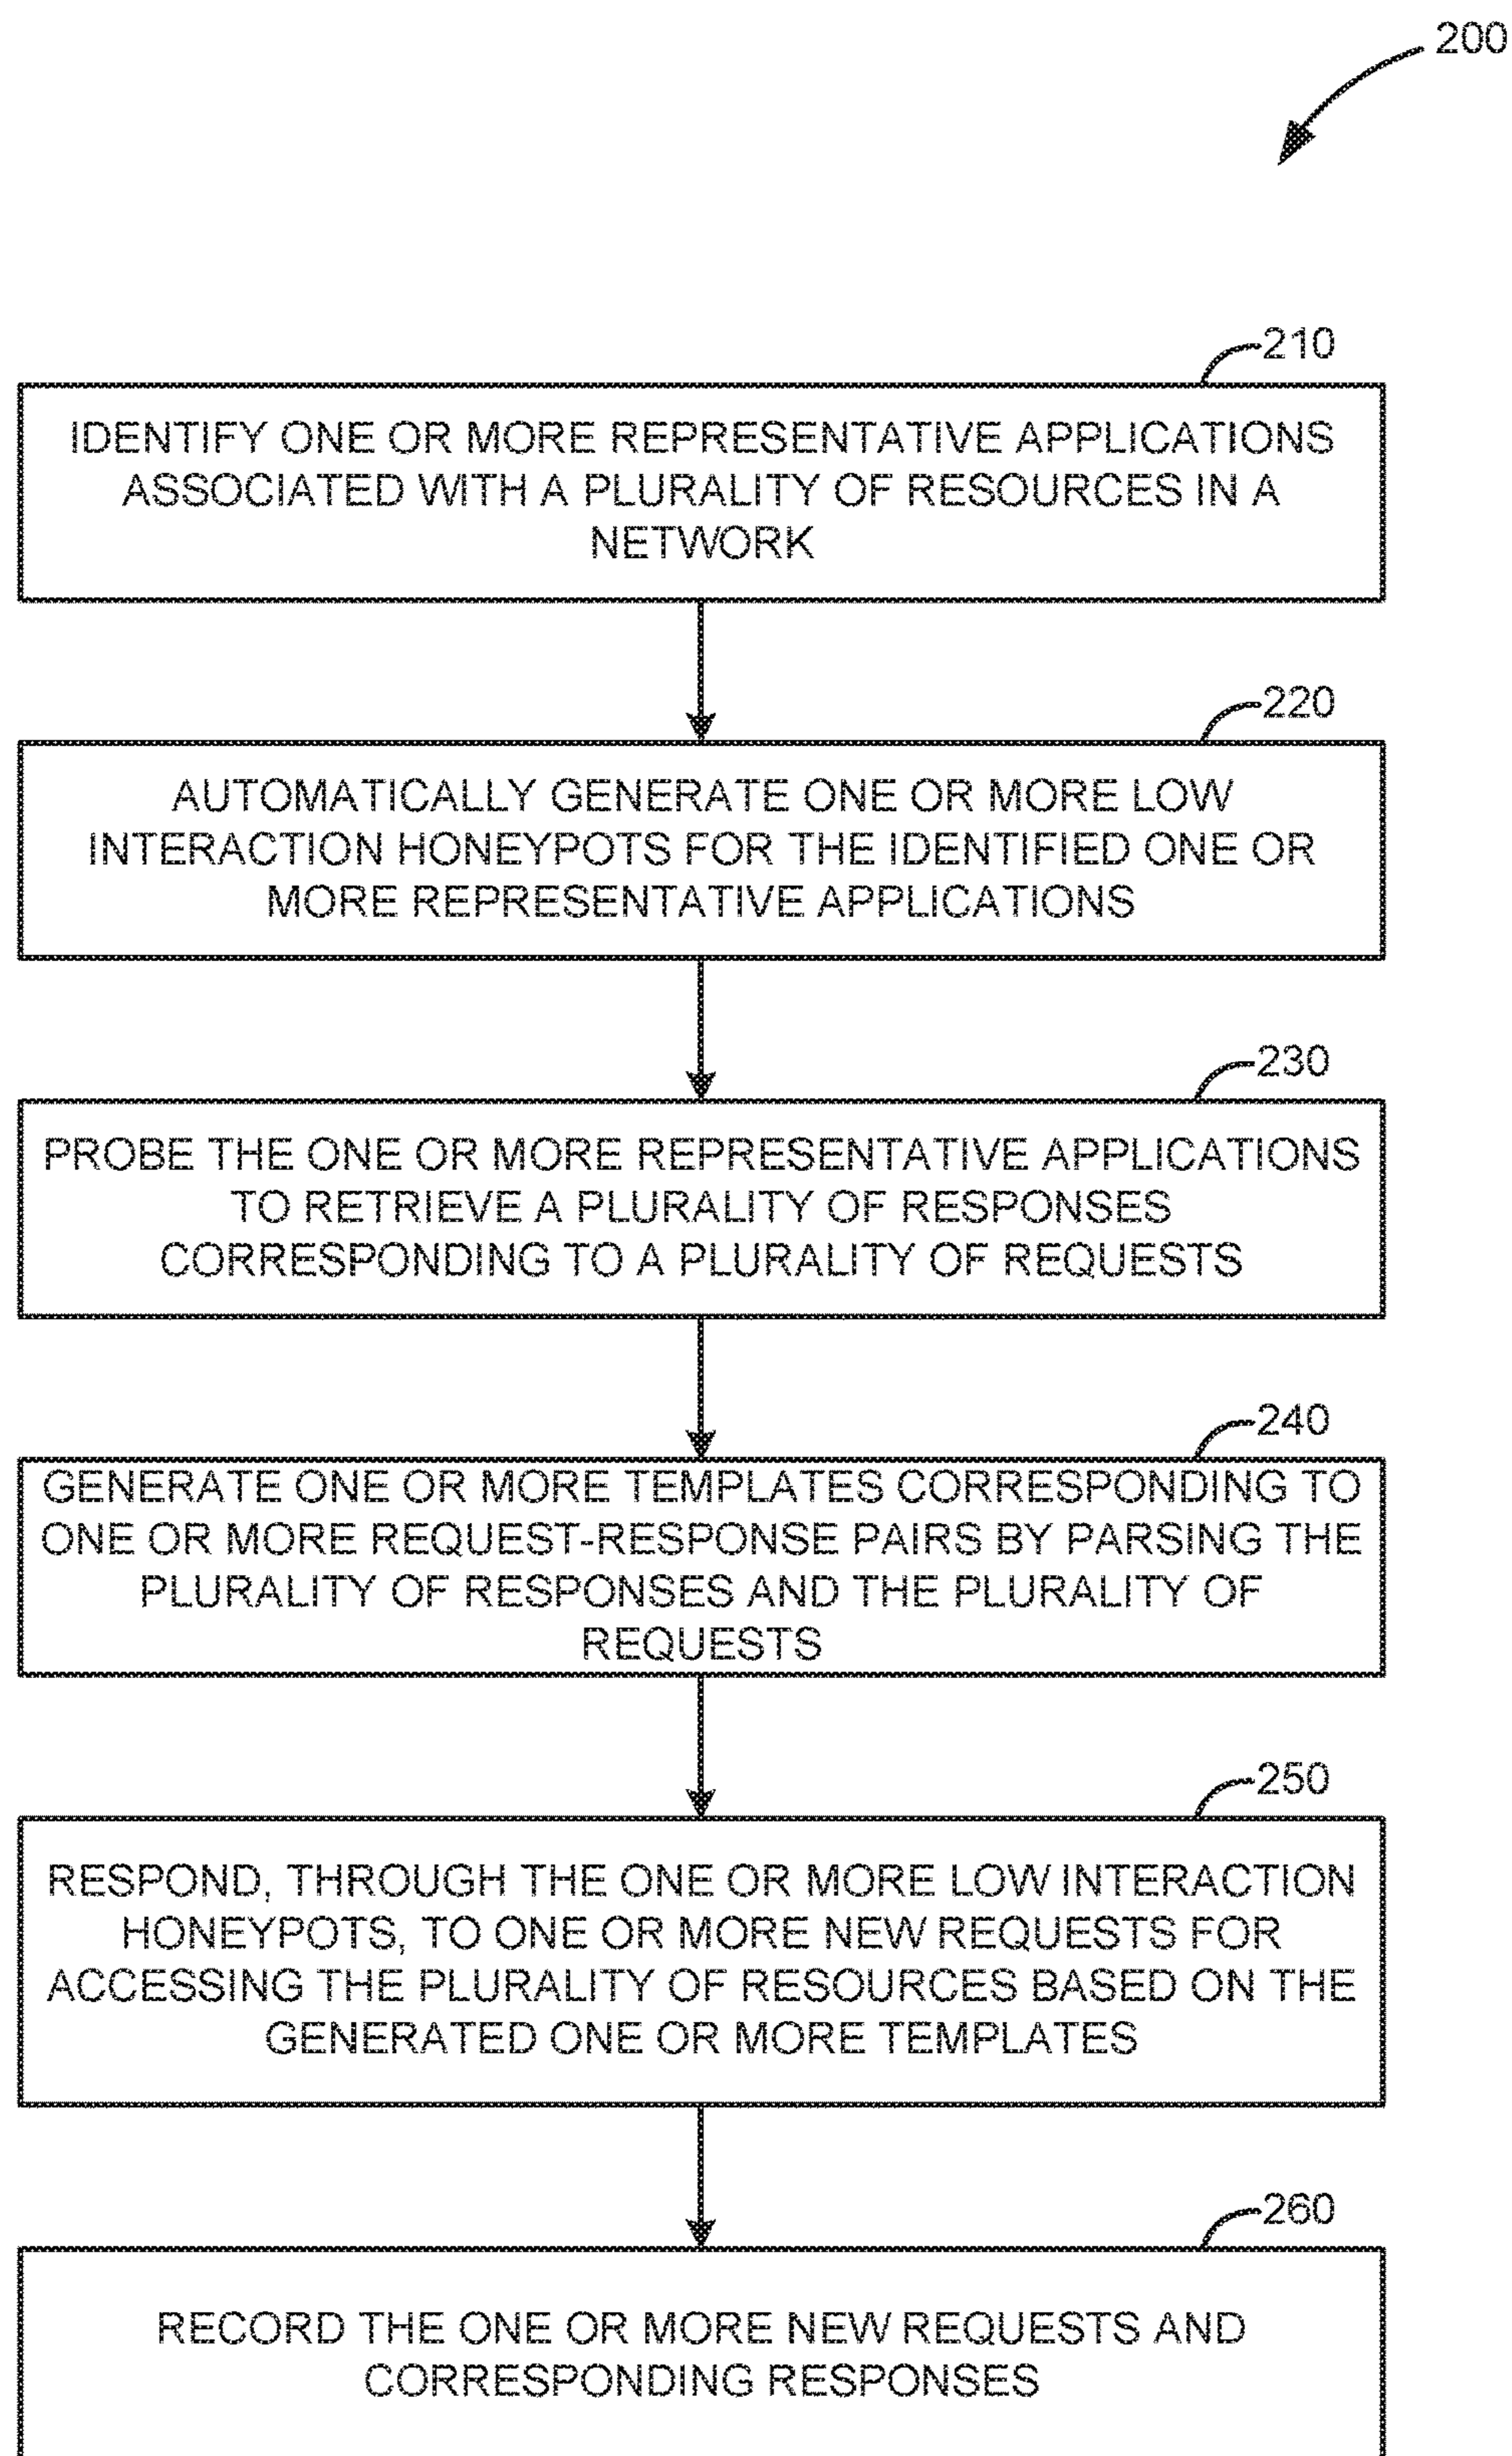 200
210
IDENTIFY ONE OR MORE REPRESENTATIVE APPLICATIONS
ASSOCIATED WITH A PLURALITY OF RESOURCES IN A
NETWORK
220
AUTOMATICALLY GENERATE ONE OR MORE LOW
INTERACTION HONEYPOTS FOR THE IDENTIFIED ONE OR
MORE REPRESENTATIVE APPLICATIONS
230
PROBE THE ONE OR MORE REPRESENTATIVE APPLICATIONS
TO RETRIEVE A PLURALITY OF RESPONSES
CORRESPONDING TO A PLURALITY OF REQUESTS
240
GENERATE ONE OR MORE TEMPLATES CORRESPONDING TO
ONE OR MORE REQUEST-RESPONSE PAIRS BY PARSING THE
PLURALITY OF RESPONSES AND THE PLURALITY OF
REQUESTS
250
RESPOND, THROUGH THE ONE OR MORE LOW INTERACTION
HONEYPOTS, TO ONE OR MORE NEW REQUESTS FOR
ACCESSING THE PLURALITY OF RESOURCES BASED ON THE
GENERATED ONE OR MORE TEMPLATES
260
RECORD THE ONE OR MORE NEW REQUESTS AND
CORRESPONDING RESPONSES